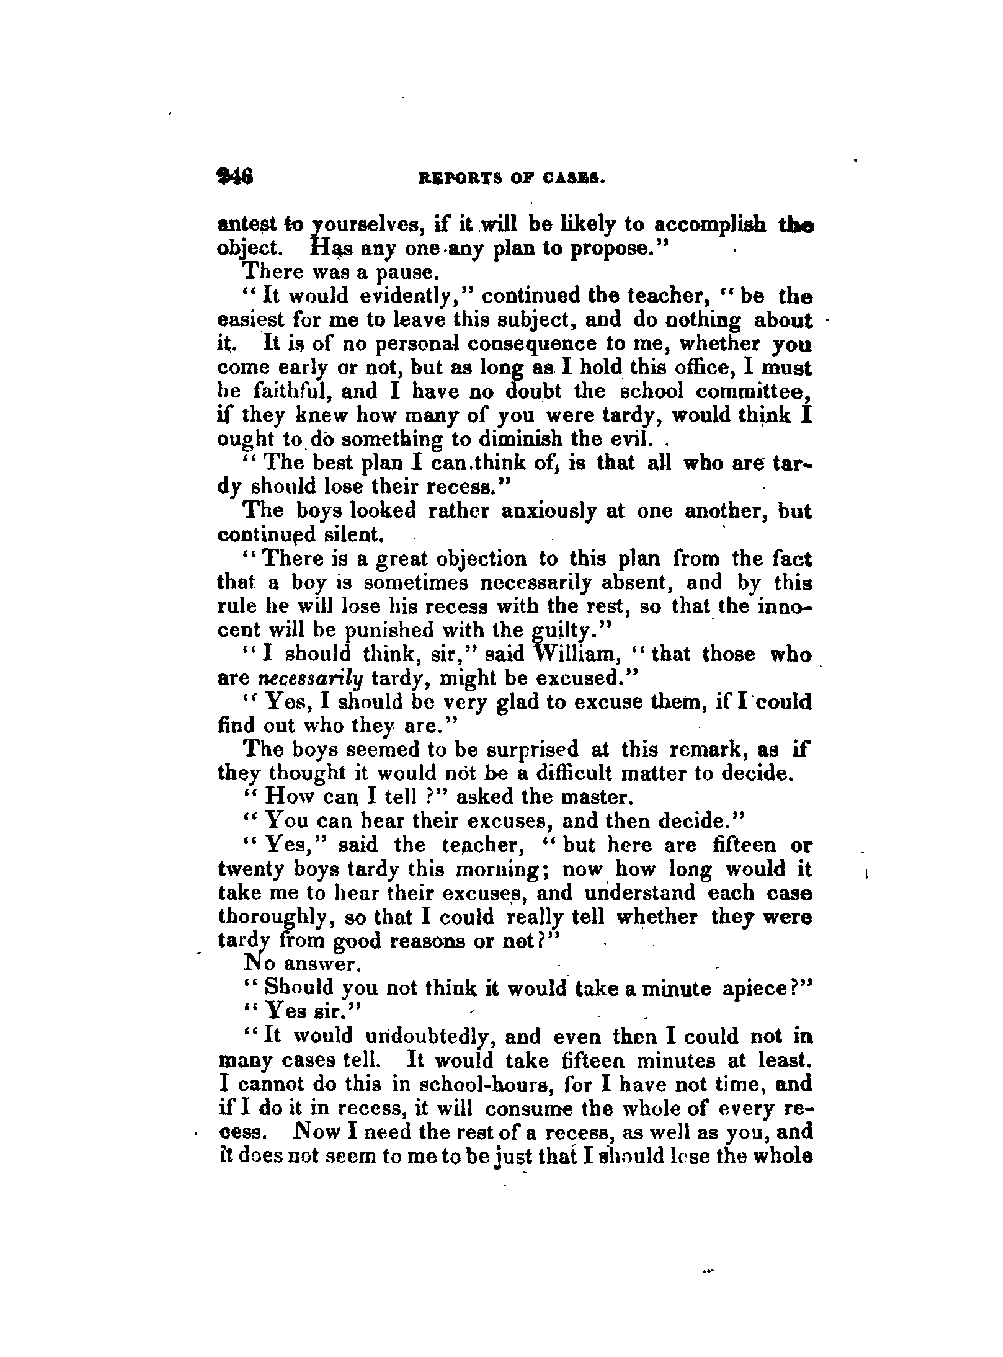 246 REPORTS OF CASES.
antest to yourselves, if it will be likely to accomplish the
object. Has any one any plan to propose."
There was a pause.
"It would evidently," continued the teacher, "be the
easiest for me to leave this subject, and do nothing about
it. It is of no personal consequence to me, whether you
come early or not, but as long as I hold this office, I must
be faithful, and I have no doubt the school committee,
if they knew how many of you were tardy, would think I
ought to do something to diminish the evil.
"The best plan I can think of, is that all who are tar-
dy should lose their recess."
The boys looked rather anxiously at one another, but
continued silent.
"There is a great objection to this plan from the fact
that a boy is sometimes necessarily absent, and by this
rule he will lose his recess with the rest, so that the inno-
cent will be punished with the guilty."
"I should think, sir," said William, "that those who
are necessarily tardy, might be excused."
"Yes, I should be very glad to excuse them, if I could
find out who they are."
The boys seemed to be surprised at this remark, as if
they thought it would not be a difficult matter to decide.
"How can I tell?" asked the master.
"You can hear their excuses, and then decide."
"Yes," said the teacher, "but here are fifteen or
twenty boys tardy this morning; now how long would it
take me to hear their excuses, and understand each case
thoroughly, so that I could really tell whether they were
tardy from good reasons or not?"
No answer.
"Should you not think it would take a minute apiece?"
"Yes sir."
"It would undoubtedly, and even then I could not in
many cases tell. It would take fifteen minutes at least.
I cannot do this in school-hours, for I have not time, and
if I do it in recess, it will consume the whole of every re-
cess. Now I need the rest of a recess, as well as you, and
it does not seem to me to be just that I should lose the whole